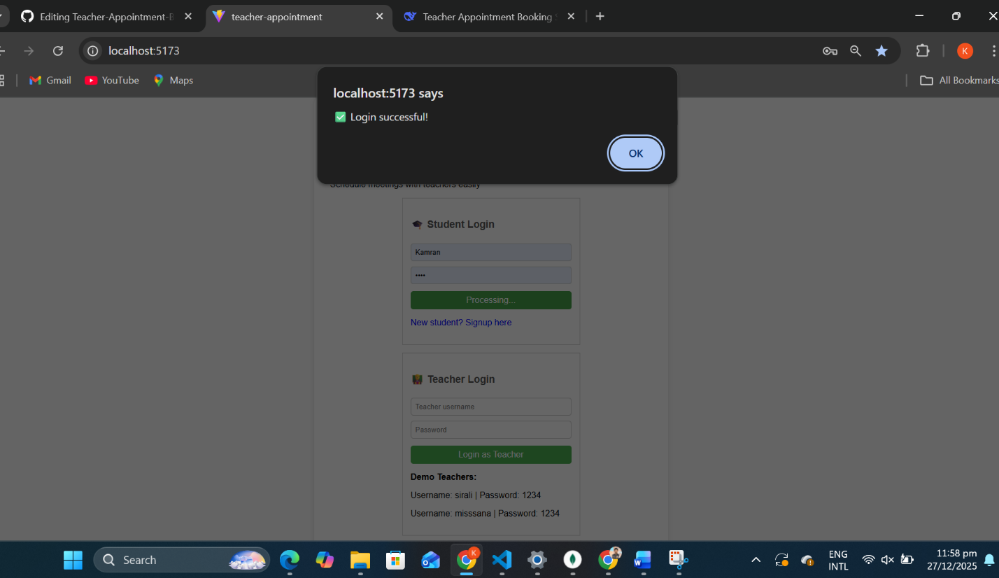 Editing Teacher-Appointment-B
teacher-appointment
Teacher Appointment Booking
localhost:5173
K
Gmail
YouTube
Maps
All Bookmarks
localhost:5173 says
✅ Login successful!
OK
Schedule meetings with teachers easily
🎓 Student Login
Kamran
••••
Processing...
New student? Signup here
👨‍🏫 Teacher Login
Teacher username
Password
Login as Teacher
Demo Teachers:
Username: sirali | Password: 1234
Username: misssana | Password: 1234
Search
K
ENG
INTL
11:58 pm
27/12/2025